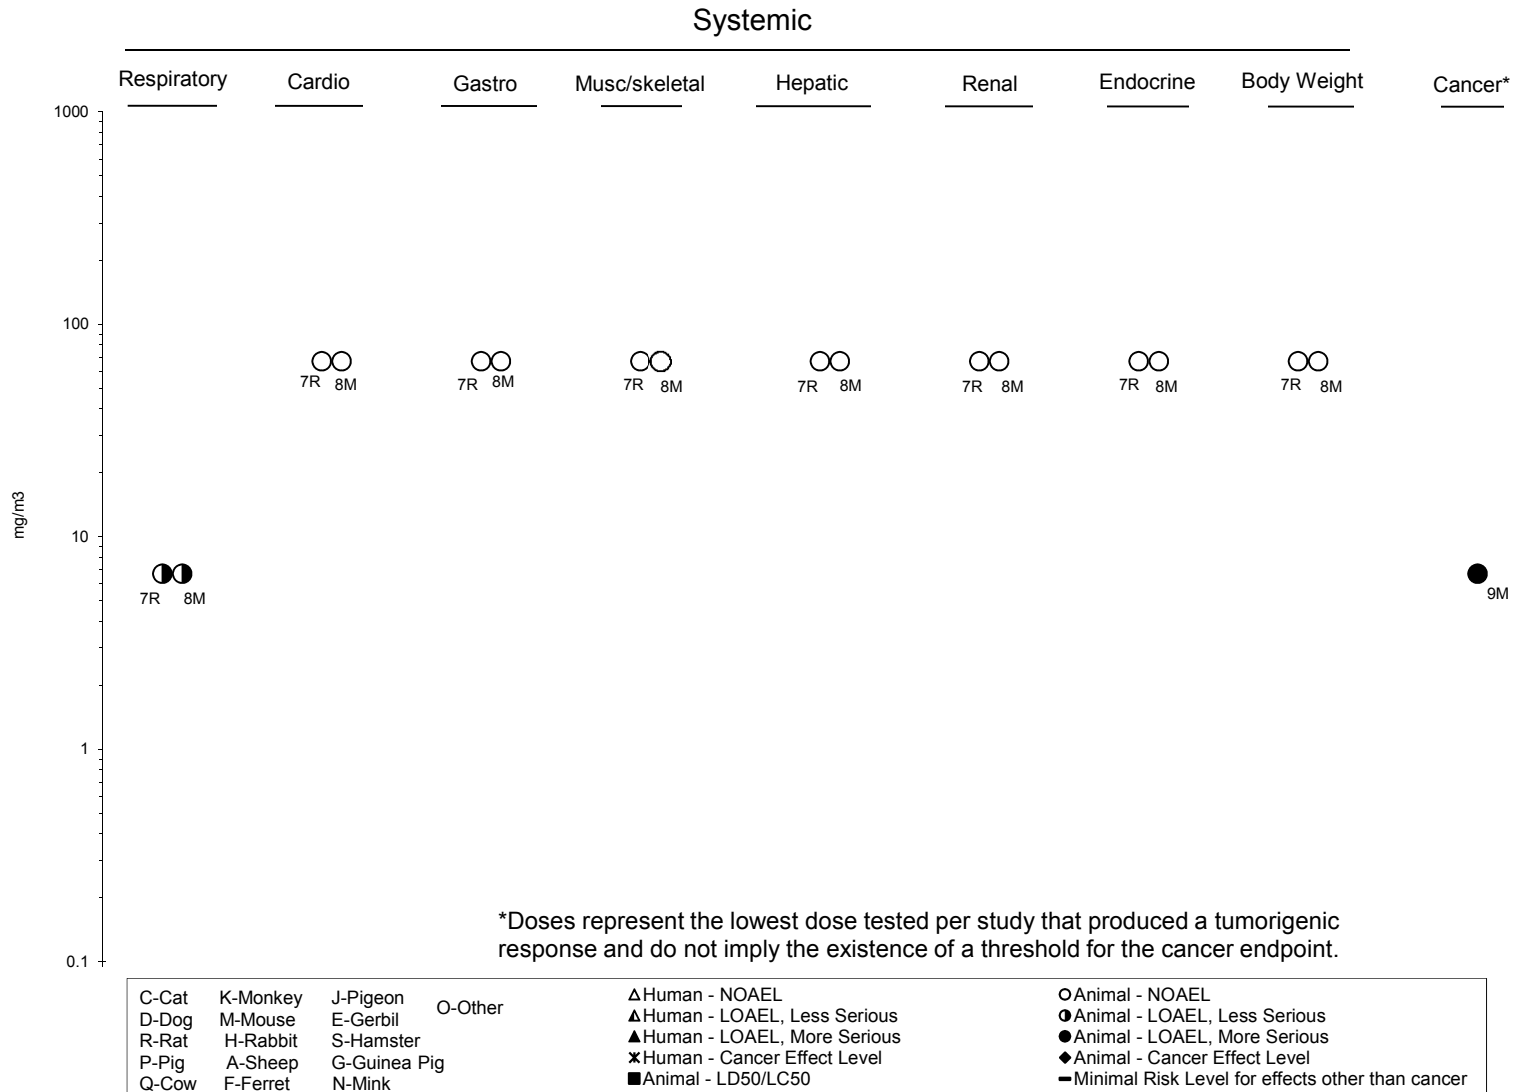 Systemic
Respiratory Cardio Gastro Musc/skeletal Hepatic Renal Endocrine Body Weight Cancer*
1000
100
7R 8M 7R 8M 7R 8M 7R 8M 7R 8M 7R 8M 7R 8M
mg/m3
10
7R 8M 9M
1
*Doses represent the lowest dose tested per study that produced a tumorigenic
response and do not imply the existence of a threshold for the cancer endpoint.
0.1
C-Cat K-Monkey J-Pigeon O-Other Human - NOAEL Animal - NOAEL
D-Dog M-Mouse E-Gerbil Human - LOAEL, Less Serious Animal - LOAEL, Less Serious
R-Rat H-Rabbit S-Hamster Human - LOAEL, More Serious Animal - LOAEL, More Serious
P-Pig A-Sheep G-Guinea Pig Human - Cancer Effect Level Animal - Cancer Effect Level
Q-Cow F-Ferret N-Mink Animal - LD50/LC50 Minimal Risk Level for effects other than cancer